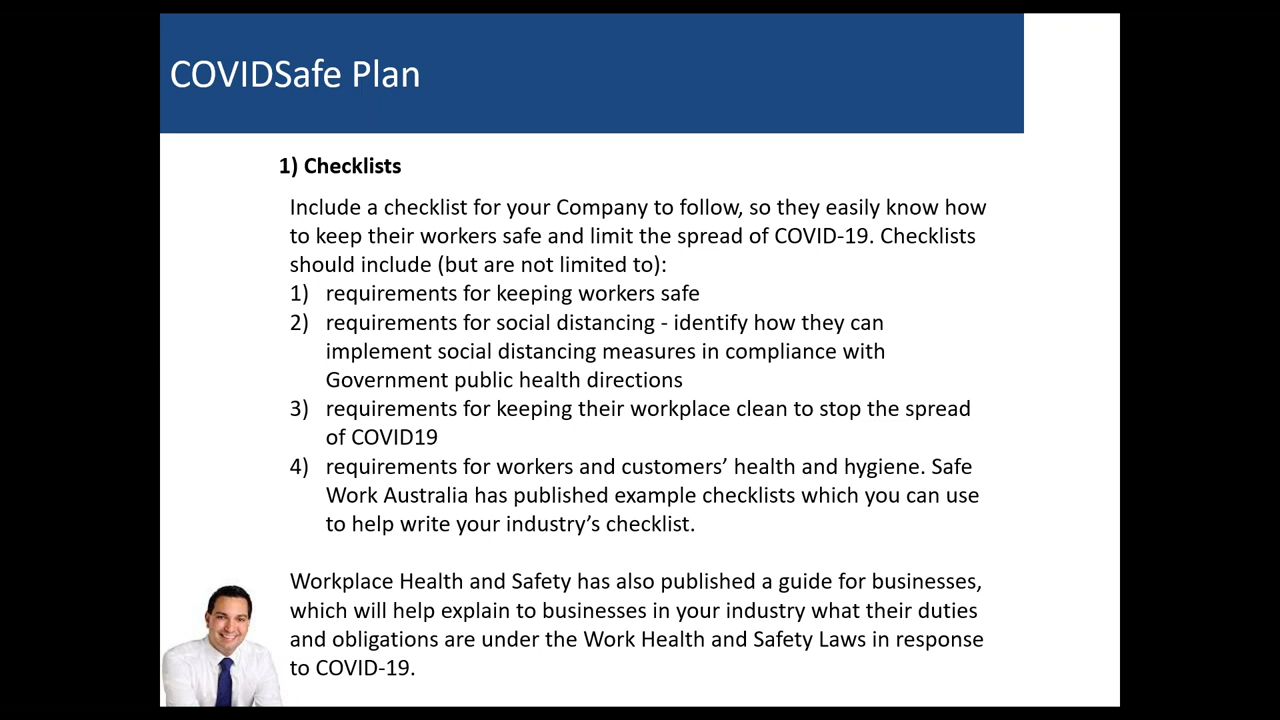 COVIDSafe Plan
1) Checklists
Include a checklist for your Company to follow, so they easily know how
to keep their workers safe and limit the spread of COVID-19. Checklists
should include (but are not limited to):
1) requirements for keeping workers safe
2) requirements for social distancing - identify how they can
implement social distancing measures in compliance with
Government public health directions
3) requirements for keeping their workplace clean to stop the spread
of COVID19
4) requirements for workers and customers’ health and hygiene. Safe
Work Australia has published example checklists which you can use
to help write your industry’s checklist.
Workplace Health and Safety has also published a guide for businesses,
which will help explain to businesses in your industry what their duties
and obligations are under the Work Health and Safety Laws in response
to COVID-19.